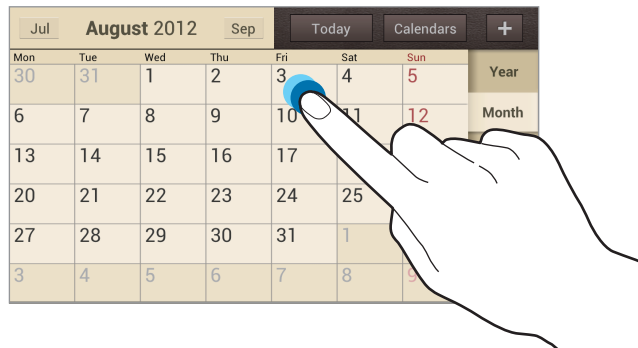 Jul August 2012 Sep Today Calendars +
Mon Tue Wed Thu Fri Sat Sun
30 31 1 2 3 4 5 Year
6 7 8 9 10 11 12 Month
13 14 15 16 17
20 21 22 23 24 25
27 28 29 30 31 1
3 4 5 6 7 8 9